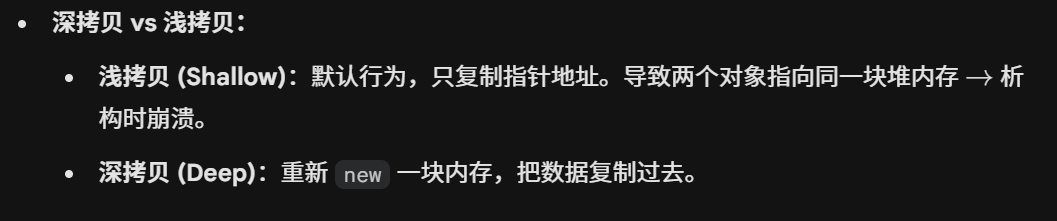 • 深拷贝 vs 浅拷贝：
• 浅拷贝 (Shallow)：默认行为，只复制指针地址。导致两个对象指向同一块堆内存 → 析
构时崩溃。
• 深拷贝 (Deep)：重新 new 一块内存，把数据复制过去。